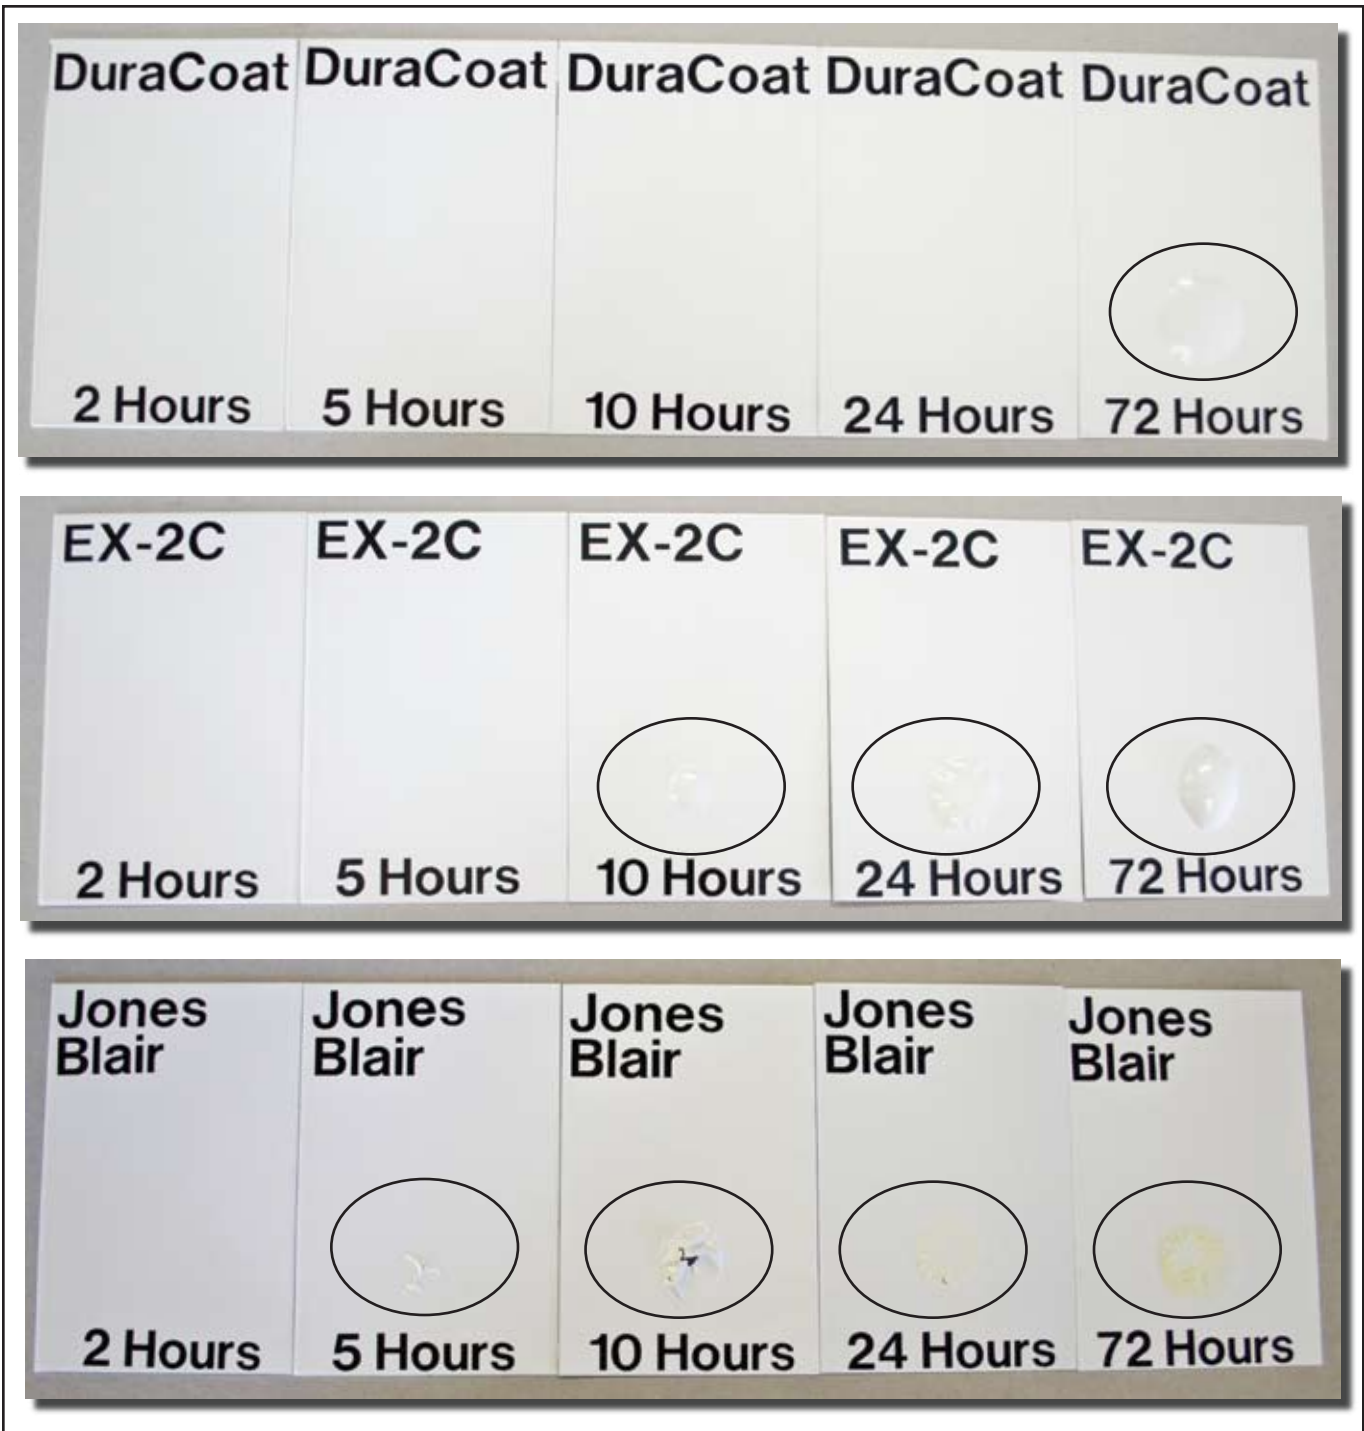 DuraCoat DuraCoat DuraCoat DuraCoat DuraCoat
2 Hours 5 Hours 10 Hours 24 Hours 72 Hours
EX-2C EX-2C EX-2C EX-2C EX-2C
2 Hours 5 Hours 10 Hours 24 Hours 72 Hours
Jones Jones Jones Jones Jones
Blair Blair Blair Blair Blair
2 Hours 5 Hours 10 Hours 24 Hours 72 Hours